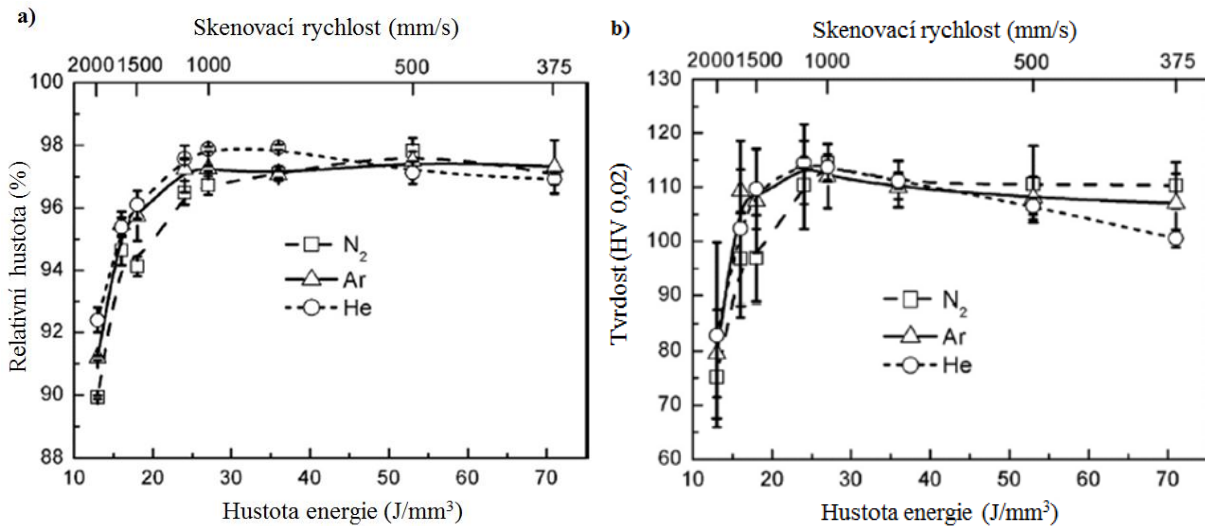 a)
Skenovací rychlost (mm/s)
2000 1500 1000 500 375
100
98
96
94
92
90
88
Relativní hustota (%)
N2
Ar
He
10 20 30 40 50 60 70
Hustota energie (J/mm³)
b)
Skenovací rychlost (mm/s)
2000 1500 1000 500 375
130
120
110
100
90
80
70
60
Tvrdost (HV 0,02)
N2
Ar
He
10 20 30 40 50 60 70
Hustota energie (J/mm³)